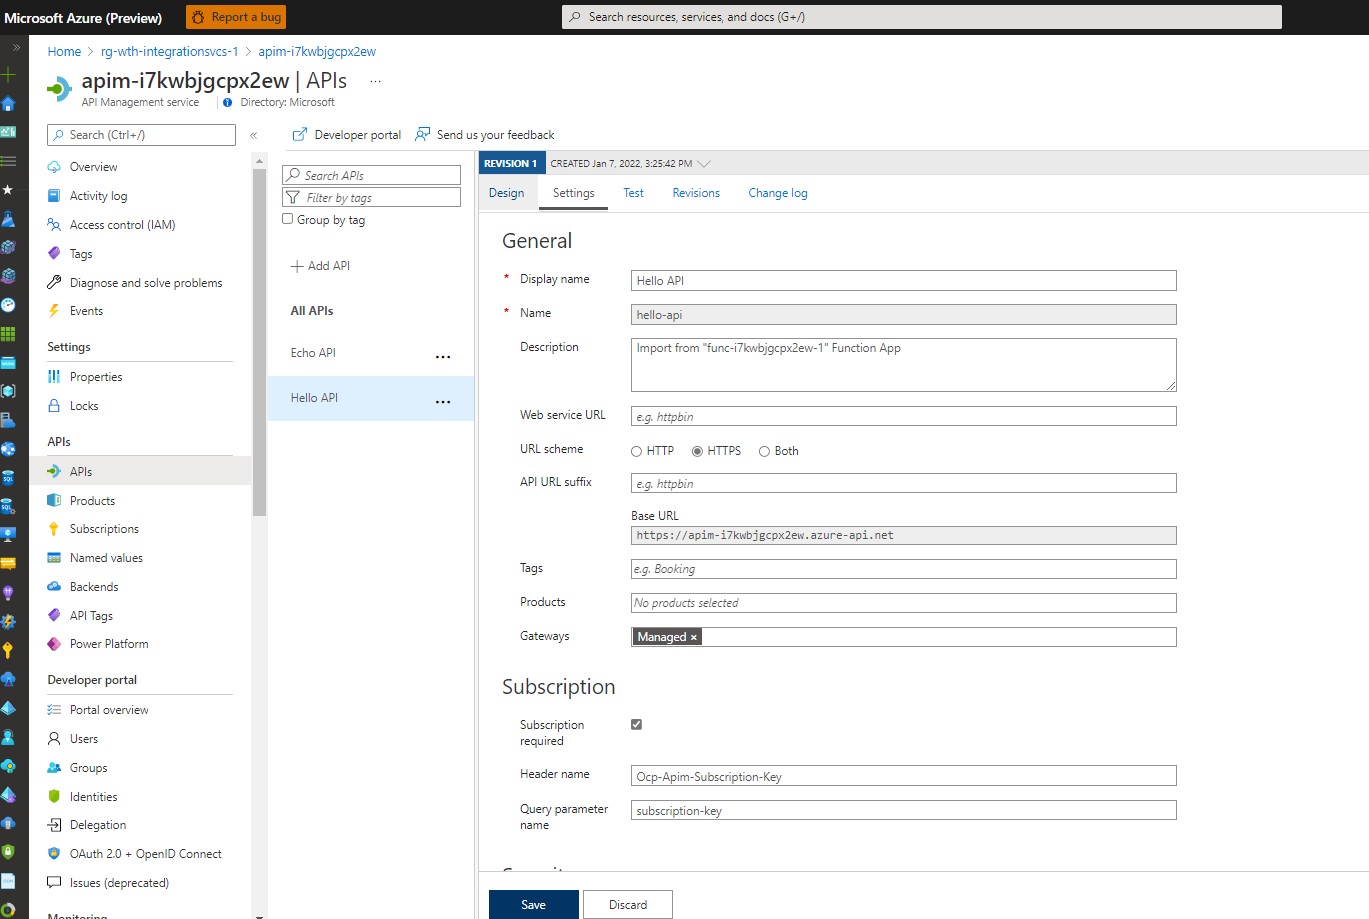 Microsoft Azure (Preview)
Report a bug
Search resources, services, and docs (G+/)
Home > rg-wth-integrationsvcs-1 > apim-i7kwbjgcpx2ew
apim-i7kwbjgcpx2ew | APIs ...
API Management service
Directory: Microsoft
Search (Ctrl+/)
«
Overview
Activity log
Access control (IAM)
Tags
Diagnose and solve problems
Events
Settings
Properties
Locks
APIs
APIs
Products
Subscriptions
Named values
Backends
API Tags
Power Platform
Developer portal
Portal overview
Users
Groups
Identities
Delegation
OAuth 2.0 + OpenID Connect
Issues (deprecated)
Monitoring
Developer portal
Send us your feedback
Search APIs
Filter by tags
Group by tag
+ Add API
All APIs
Echo API ...
Hello API ...
REVISION 1
CREATED Jan 7, 2022, 3:25:42 PM
Design
Settings
Test
Revisions
Change log
General
* Display name
Hello API
* Name
hello-api
Description
Import from "func-i7kwbjgcpx2ew-1" Function App
Web service URL
e.g. httpbin
URL scheme
HTTP
HTTPS
Both
API URL suffix
e.g. httpbin
Base URL
https://apim-i7kwbjgcpx2ew.azure-api.net
Tags
e.g. Booking
Products
No products selected
Gateways
Managed ×
Subscription
Subscription
required
Header name
Ocp-Apim-Subscription-Key
Query parameter
name
subscription-key
Save
Discard